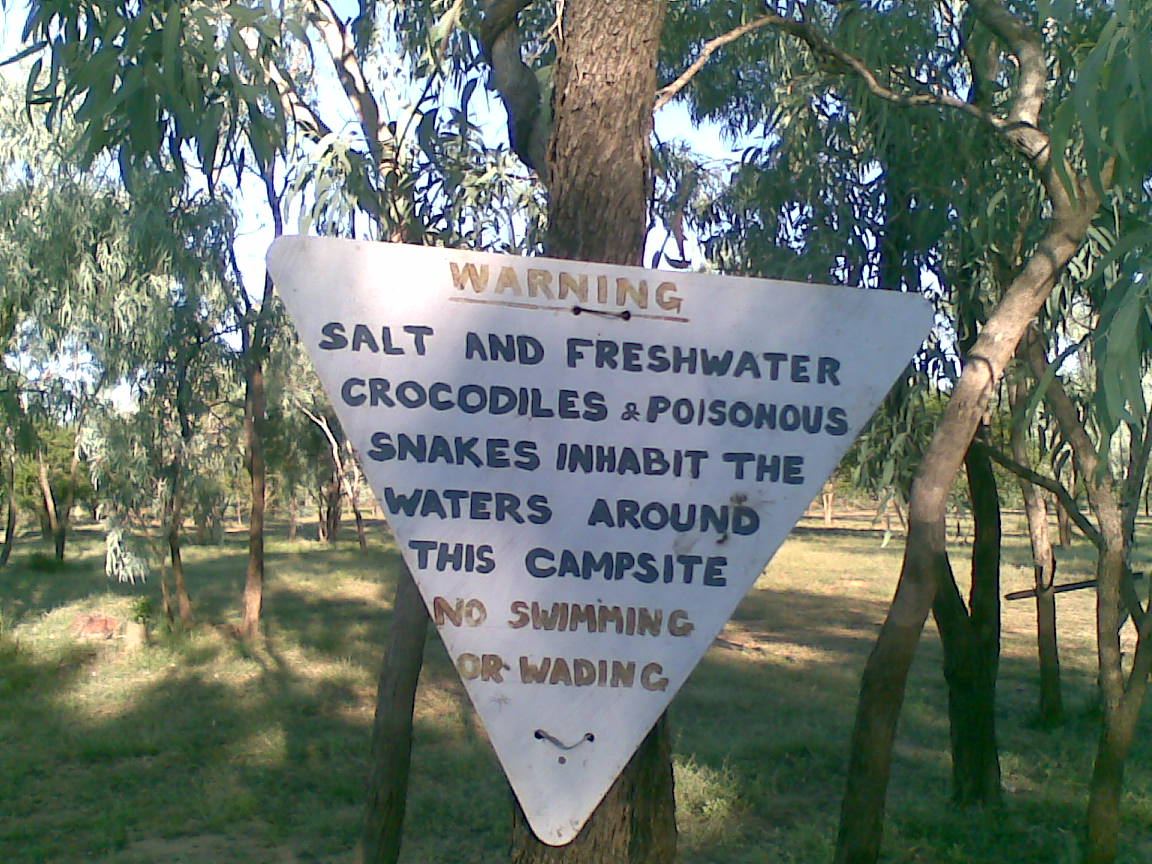 WARNING
SALT AND FRESHWATER
CROCODILES & POISONOUS
SNAKES INHABIT THE
WATERS AROUND
THIS CAMPSITE
NO SWIMMING
OR WADING